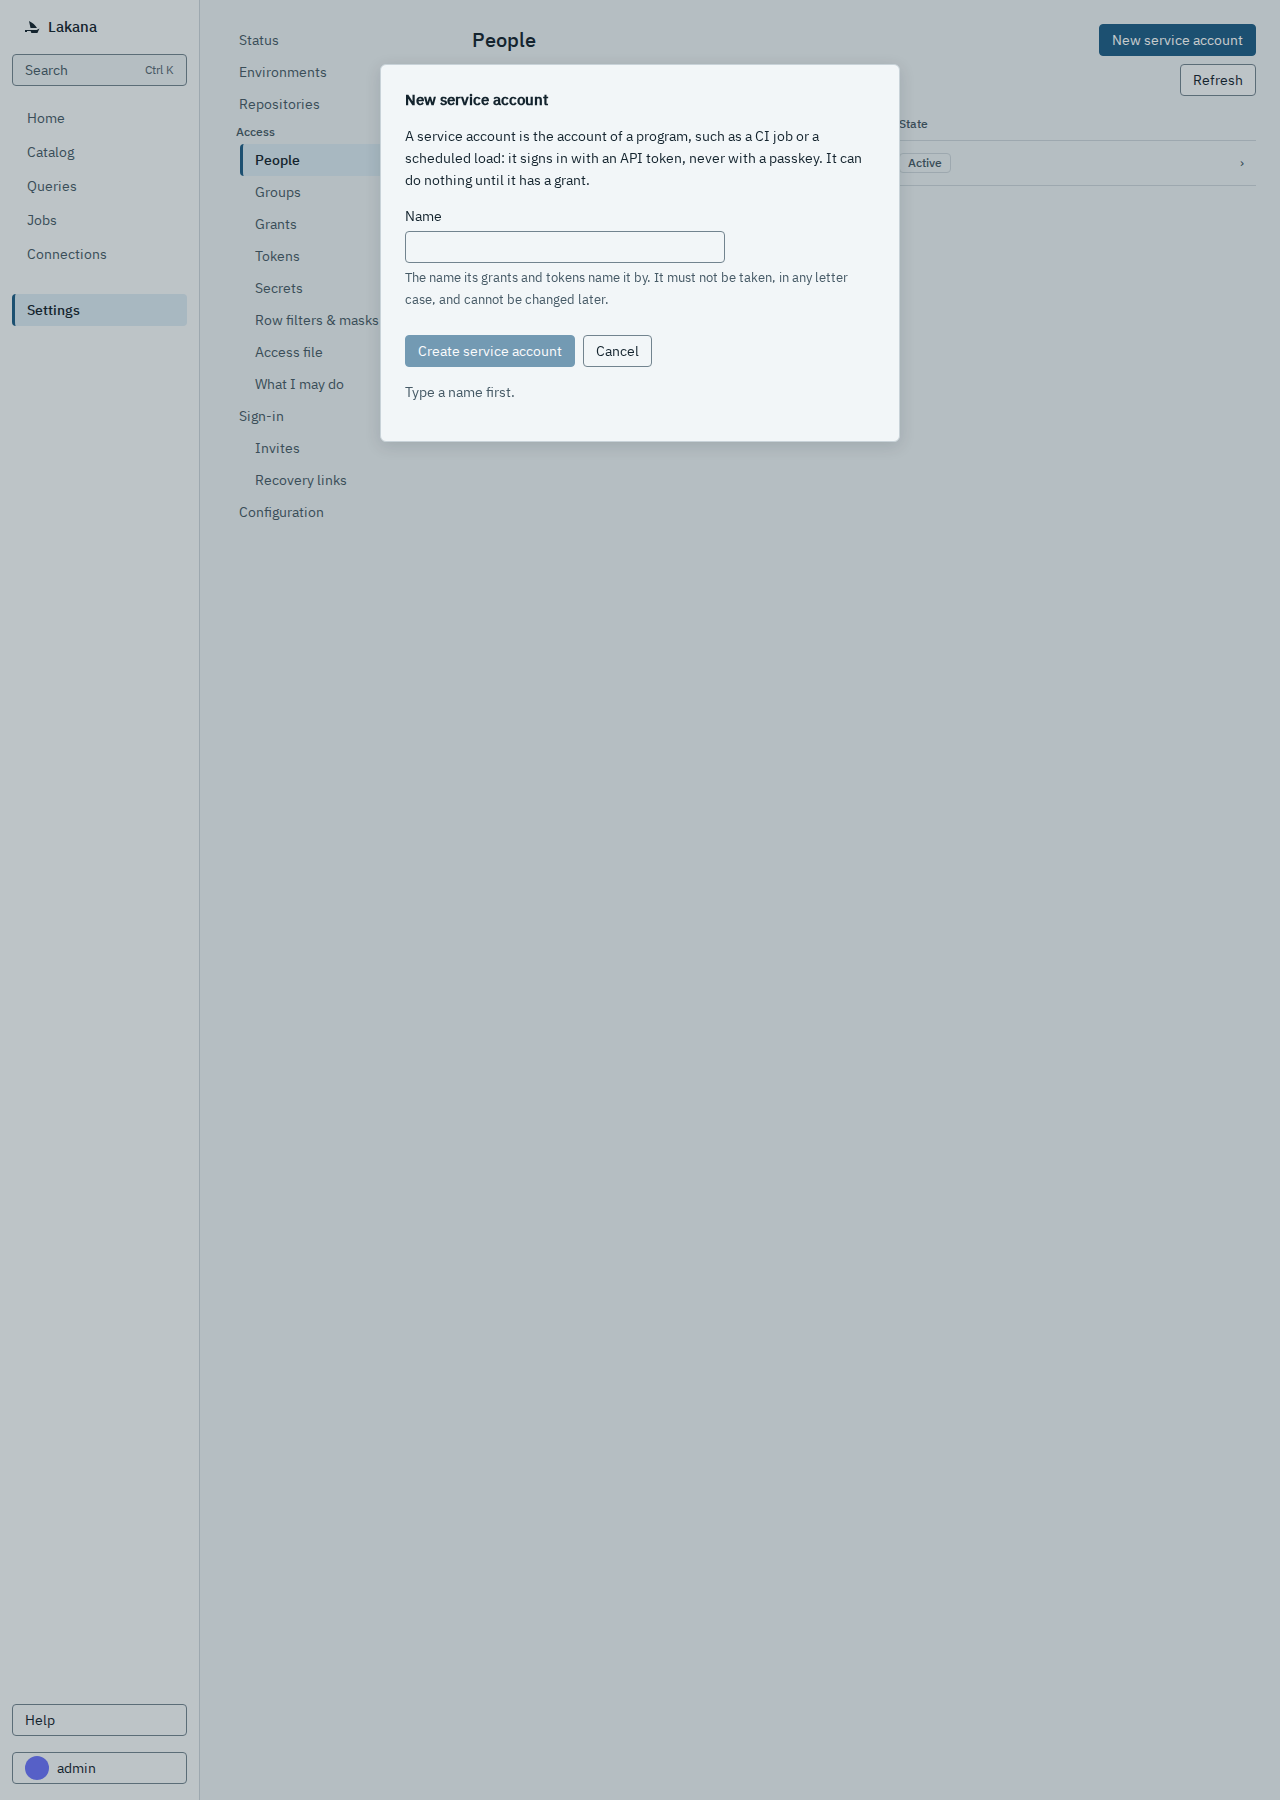 Lakana
Search Ctrl K
Home
Catalog
Queries
Jobs
Connections
Settings
Help
admin
Status
Environments
Repositories
Access
People
Groups
Grants
Tokens
Secrets
Row filters & masks
Access file
What I may do
Sign-in
Invites
Recovery links
Configuration
People
New service account
Refresh
State
Active ›
New service account
A service account is the account of a program, such as a CI job or a
scheduled load: it signs in with an API token, never with a passkey. It can
do nothing until it has a grant.
Name
The name its grants and tokens name it by. It must not be taken, in any letter
case, and cannot be changed later.
Create service account Cancel
Type a name first.